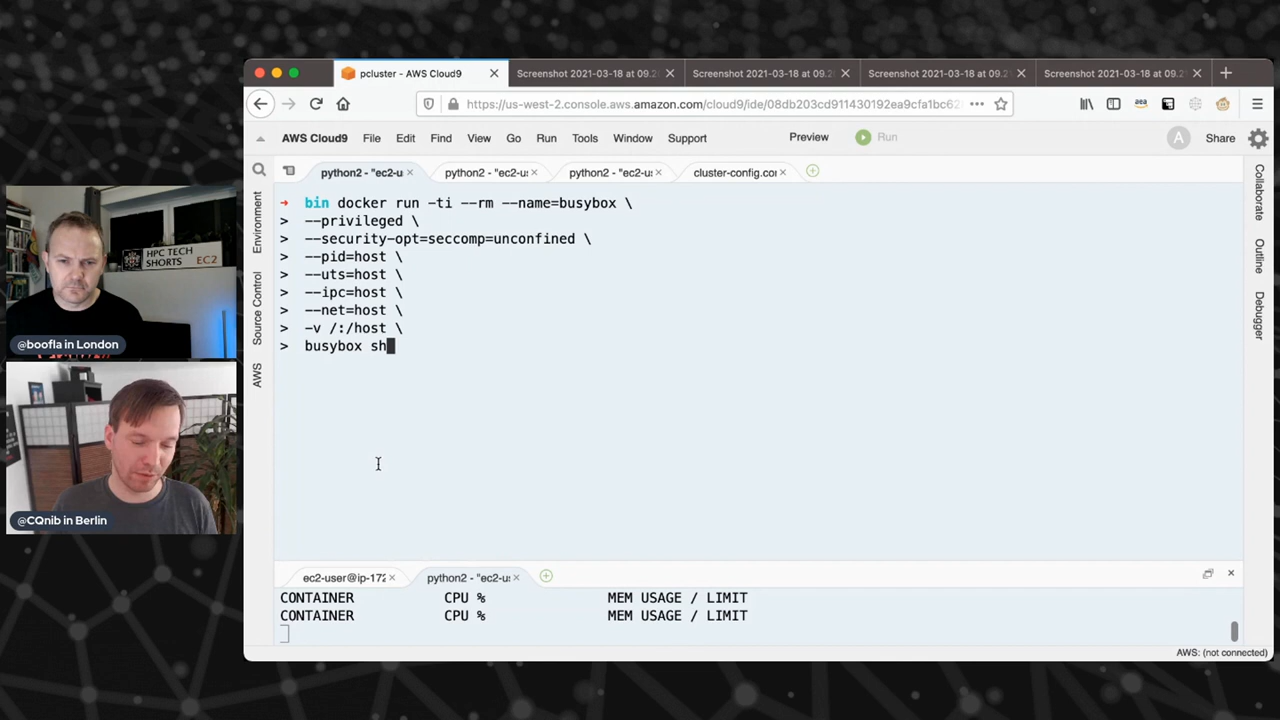 pcluster - AWS Cloud9
Screenshot 2021-03-18 at 09.2
Screenshot 2021-03-18 at 09.2
Screenshot 2021-03-18 at 09.2
Screenshot 2021-03-18 at 09.2
https://us-west-2.console.aws.amazon.com/cloud9/ide/08db203cd911430192ea9cfa1bc62
aea
AWS Cloud9 File Edit Find View Go Run Tools Window Support Preview Run A Share
python2 - "ec2-u
python2 - "ec2-u
python2 - "ec2-u
cluster-config.con
Environment
Source Control
AWS
→ bin docker run -ti --rm --name=busybox \
> --privileged \
> --security-opt=seccomp=unconfined \
> --pid=host \
> --uts=host \
> --ipc=host \
> --net=host \
> -v /:/host \
> busybox sh
Collaborate
Outline
Debugger
HPC TECH
SHORTS EC2
@boofla in London
@CQnib in Berlin
ec2-user@ip-172
python2 - "ec2-u
CONTAINER CPU % MEM USAGE / LIMIT
CONTAINER CPU % MEM USAGE / LIMIT
AWS: (not connected)